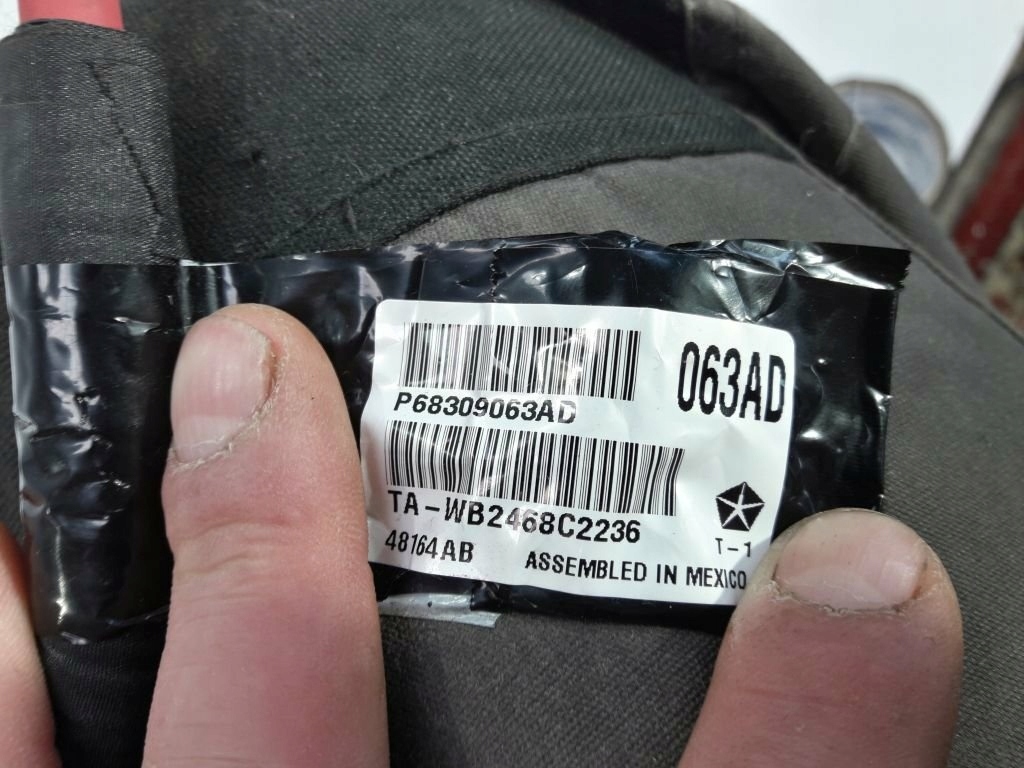 063AD
P68309063AD
TA-WB2468C2236
T-1
48164AB
ASSEMBLED IN MEXICO